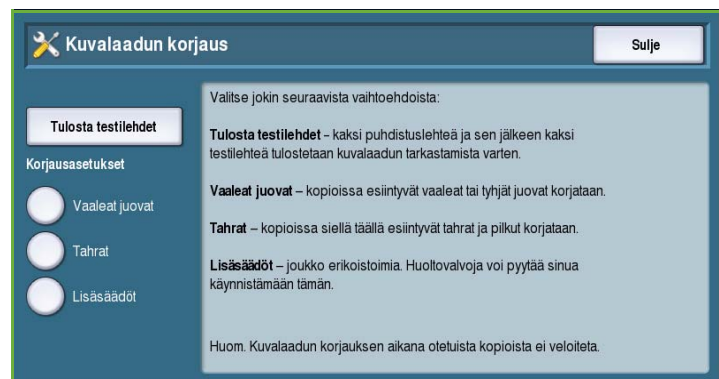 Kuvalaadun korjaus
Sulje
Tulosta testilehdet
Korjausasetukset
Vaaleat juovat
Tahrat
Lisäsäädöt
Valitse jokin seuraavista vaihtoehdoista:
Tulosta testilehdet – kaksi puhdistuslehteä ja sen jälkeen kaksi
testilehteä tulostetaan kuvalaadun tarkastamista varten.
Vaaleat juovat – kopioissa esiintyvät vaaleat tai tyhjät juovat korjataan.
Tahrat – kopioissa siellä täällä esiintyvät tahrat ja pilkut korjataan.
Lisäsäädöt – joukko erikoistoimia. Huoltovalvoja voi pyytää sinua
käynnistämään tämän.
Huom. Kuvalaadun korjauksen aikana otetuista kopioista ei veloiteta.